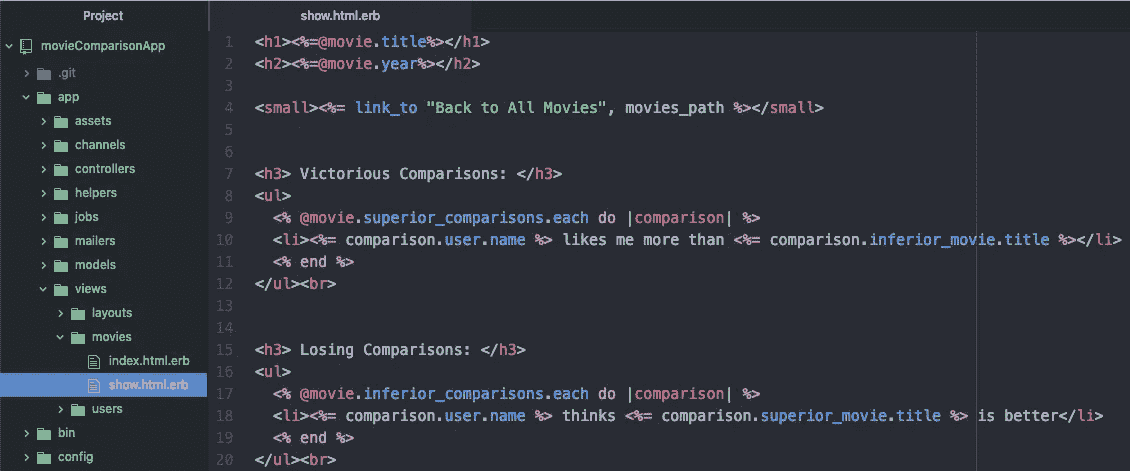 Project
movieComparisonApp
.git
app
assets
channels
controllers
helpers
jobs
mailers
models
views
layouts
movies
index.html.erb
show.html.erb
users
bin
config
show.html.erb
1 <h1><%=@movie.title%></h1>
2 <h2><%=@movie.year%></h2>
3
4 <small><%= link_to "Back to All Movies", movies_path %></small>
5
6
7 <h3> Victorious Comparisons: </h3>
8 <ul>
9   <% @movie.superior_comparisons.each do |comparison| %>
10   <li><%= comparison.user.name %> likes me more than <%= comparison.inferior_movie.title %></li>
11   <% end %>
12 </ul><br>
13
14
15 <h3> Losing Comparisons: </h3>
16 <ul>
17   <% @movie.inferior_comparisons.each do |comparison| %>
18   <li><%= comparison.user.name %> thinks <%= comparison.superior_movie.title %> is better</li>
19   <% end %>
20 </ul><br>